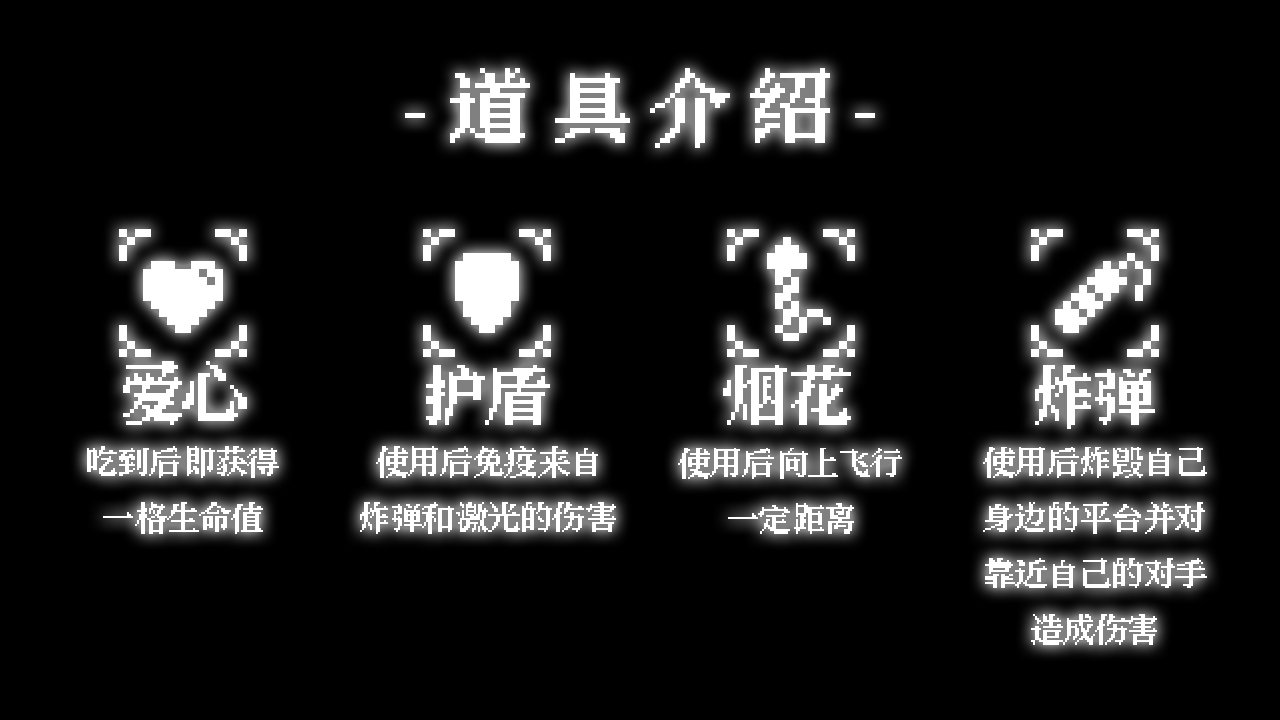 -道具介绍-
爱心
吃到后即获得
一格生命值
护盾
使用后免疫来自
炸弹和激光的伤害
烟花
使用后向上飞行
一定距离
炸弹
使用后炸毁自己
身边的平台并对
靠近自己的对手
造成伤害